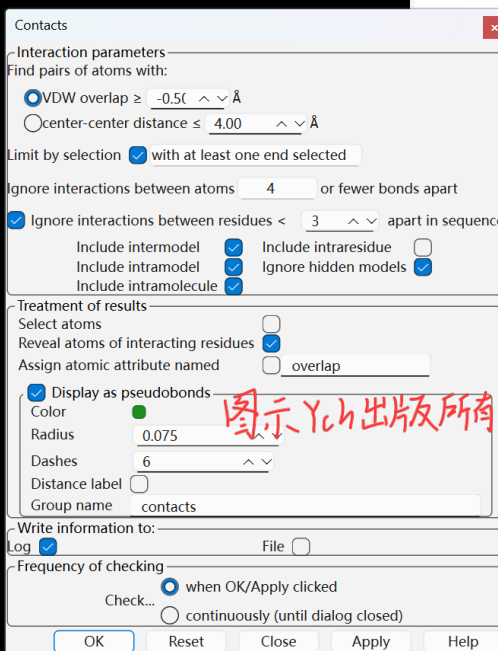 Contacts
Interaction parameters
Find pairs of atoms with:
VDW overlap ≥ -0.50 Å
center-center distance ≤ 4.00 Å
Limit by selection with at least one end selected
Ignore interactions between atoms 4 or fewer bonds apart
Ignore interactions between residues < 3 apart in sequence
Include intermodel Include intraresidue
Include intramodel Ignore hidden models
Include intramolecule
Treatment of results
Select atoms
Reveal atoms of interacting residues
Assign atomic attribute named overlap
Display as pseudobonds
Color
图示Ych出版所有
Radius 0.075
Dashes 6
Distance label
Group name contacts
Write information to:
Log File
Frequency of checking
Check...
when OK/Apply clicked
continuously (until dialog closed)
OK Reset Close Apply Help